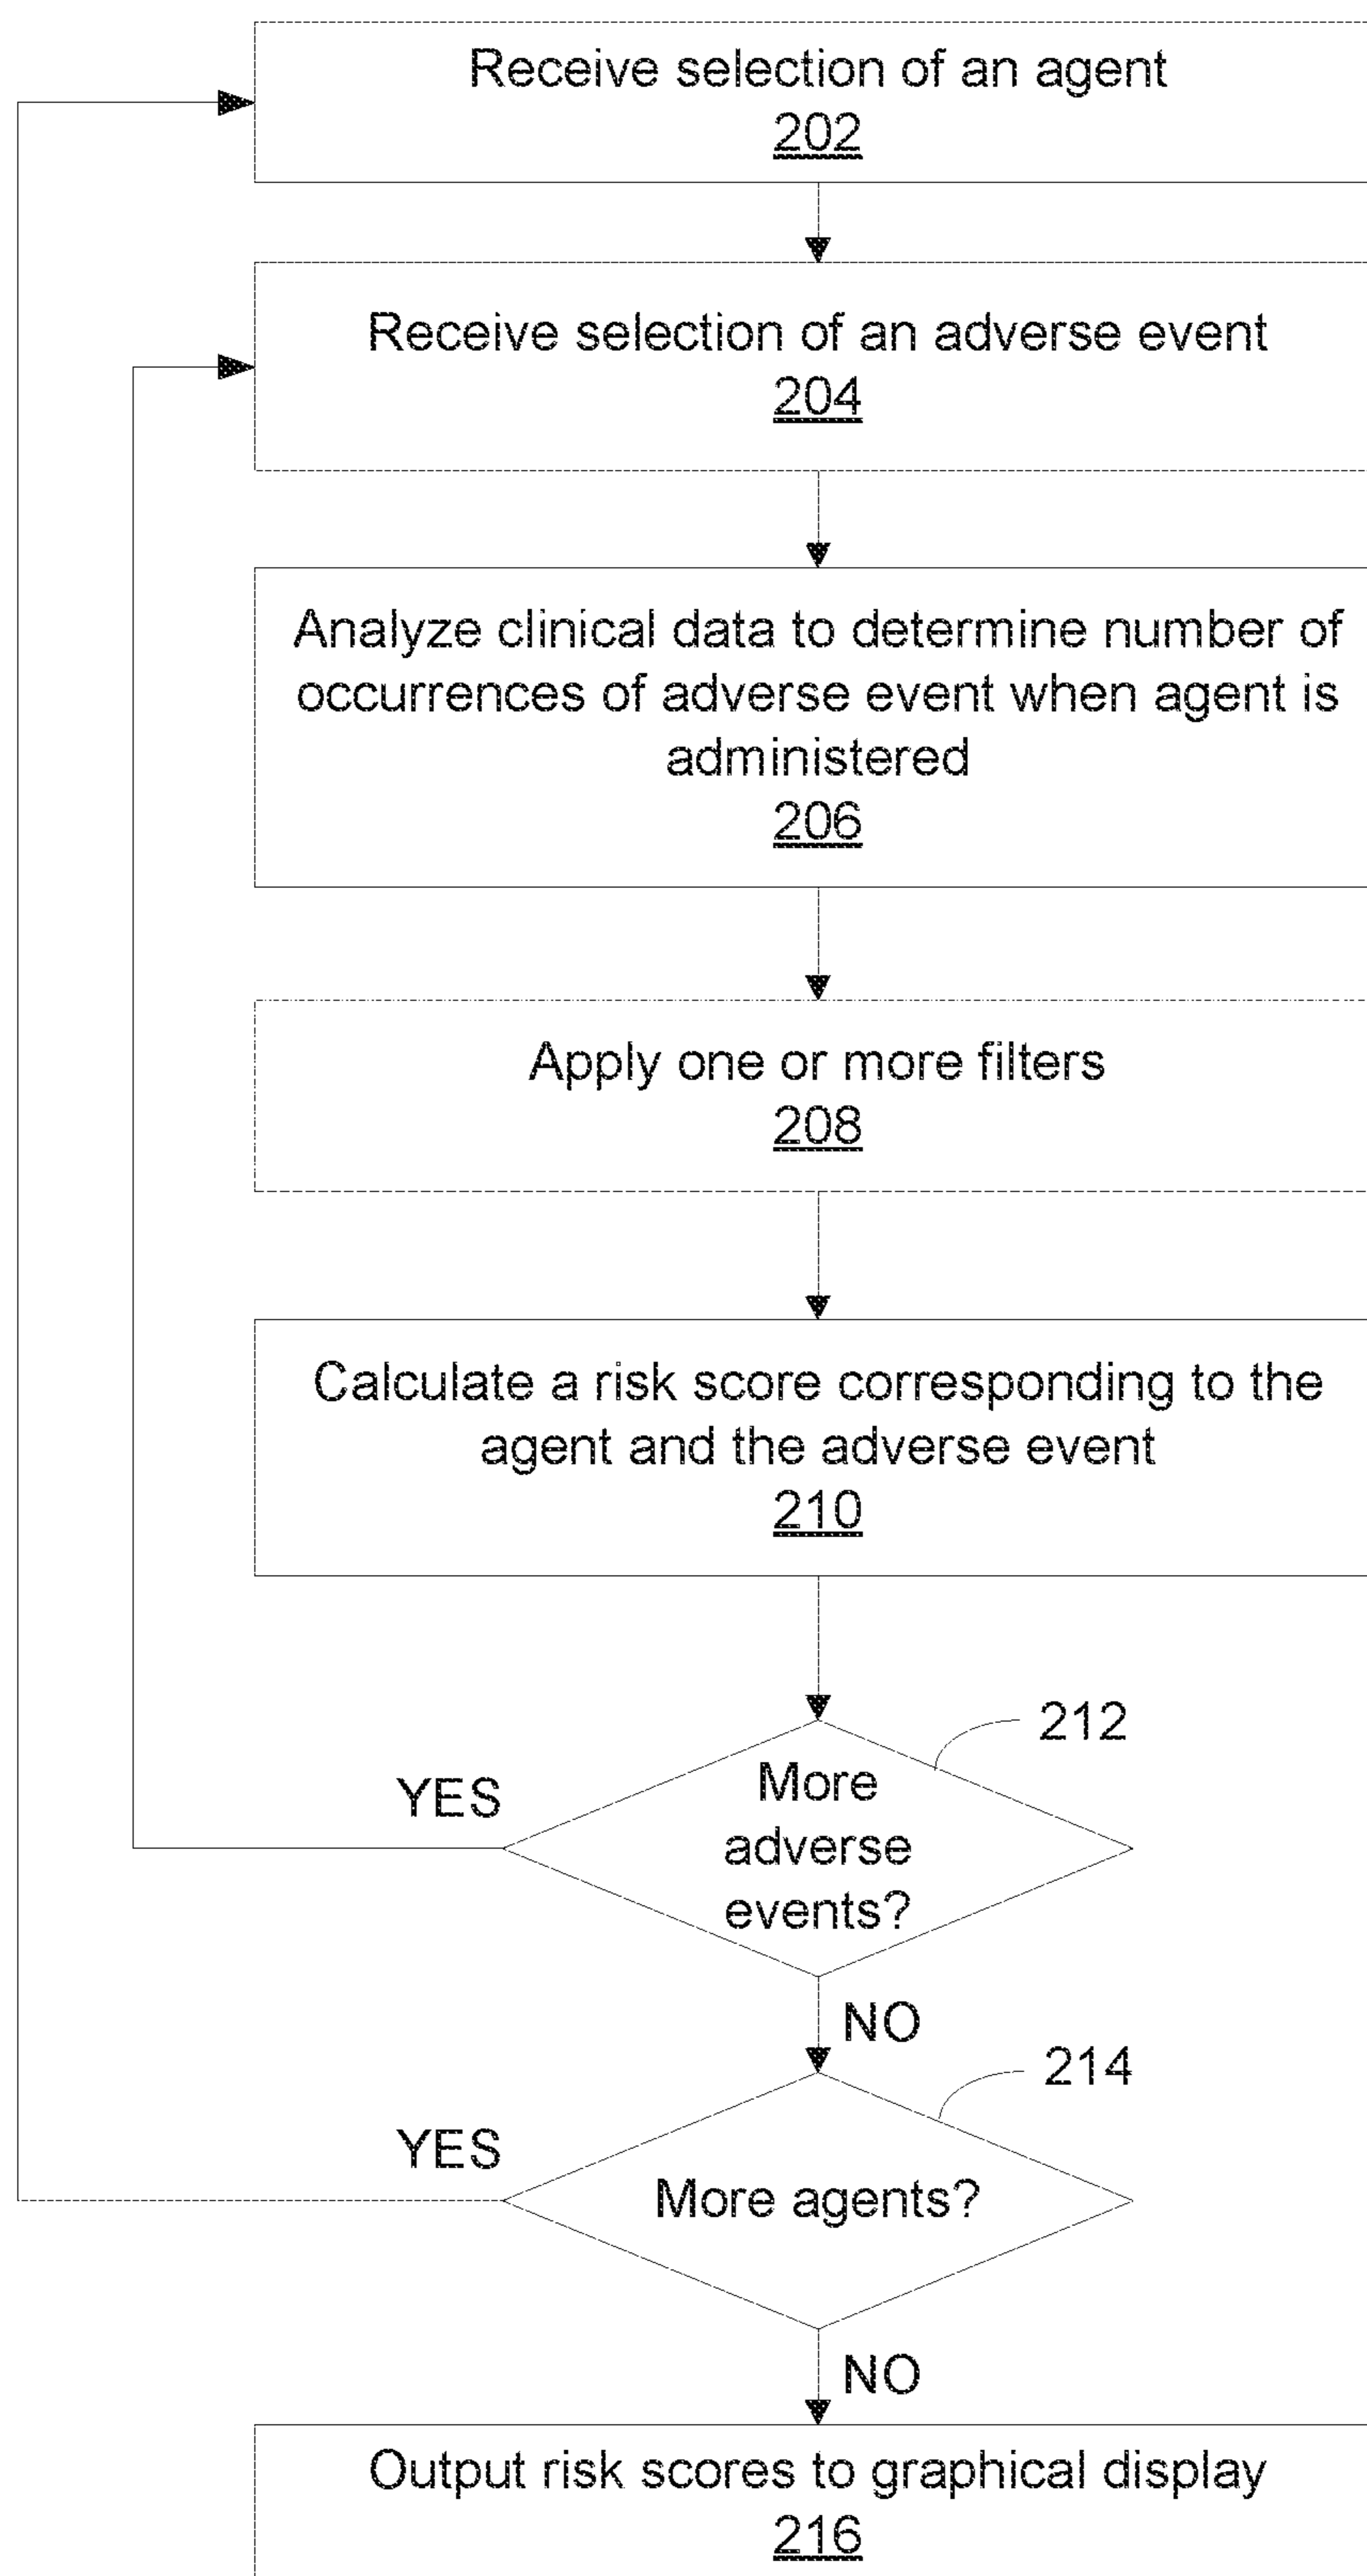 Receive selection of an agent
202
Receive selection of an adverse event
204
Analyze clinical data to determine number of
occurrences of adverse event when agent is
administered
206
Apply one or more filters
208
Calculate a risk score corresponding to the
agent and the adverse event
210
212
YES
More
adverse
events?
NO
214
YES
More agents?
NO
Output risk scores to graphical display
216